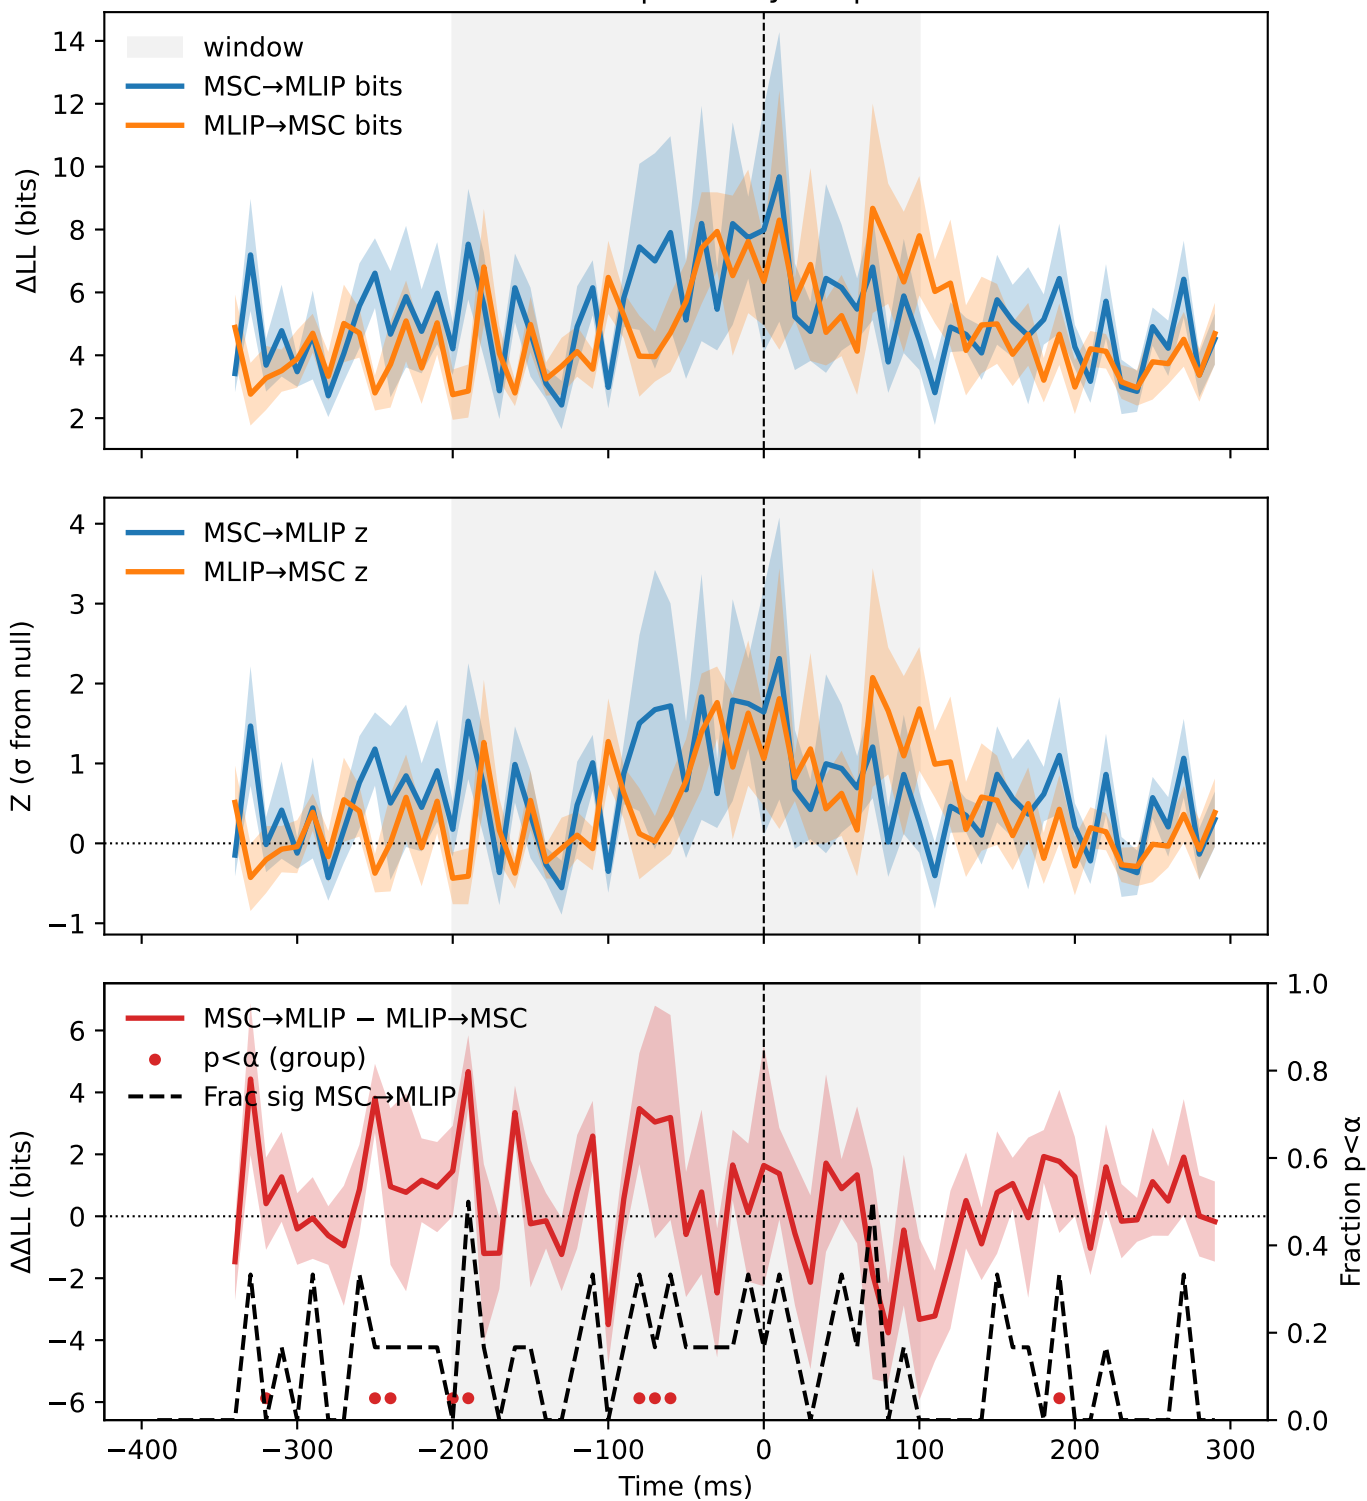 14
12
10
8
6
4
2
ΔLL (bits)
window
MSC→MLIP bits
MLIP→MSC bits
4
3
2
1
0
−1
Z (σ from null)
MSC→MLIP z
MLIP→MSC z
6
4
2
0
−2
−4
−6
ΔΔLL (bits)
MSC→MLIP − MLIP→MSC
p<α (group)
Frac sig MSC→MLIP
1.0
0.8
0.6
0.4
0.2
0.0
Fraction p<α
−400 −300 −200 −100 0 100 200 300
Time (ms)